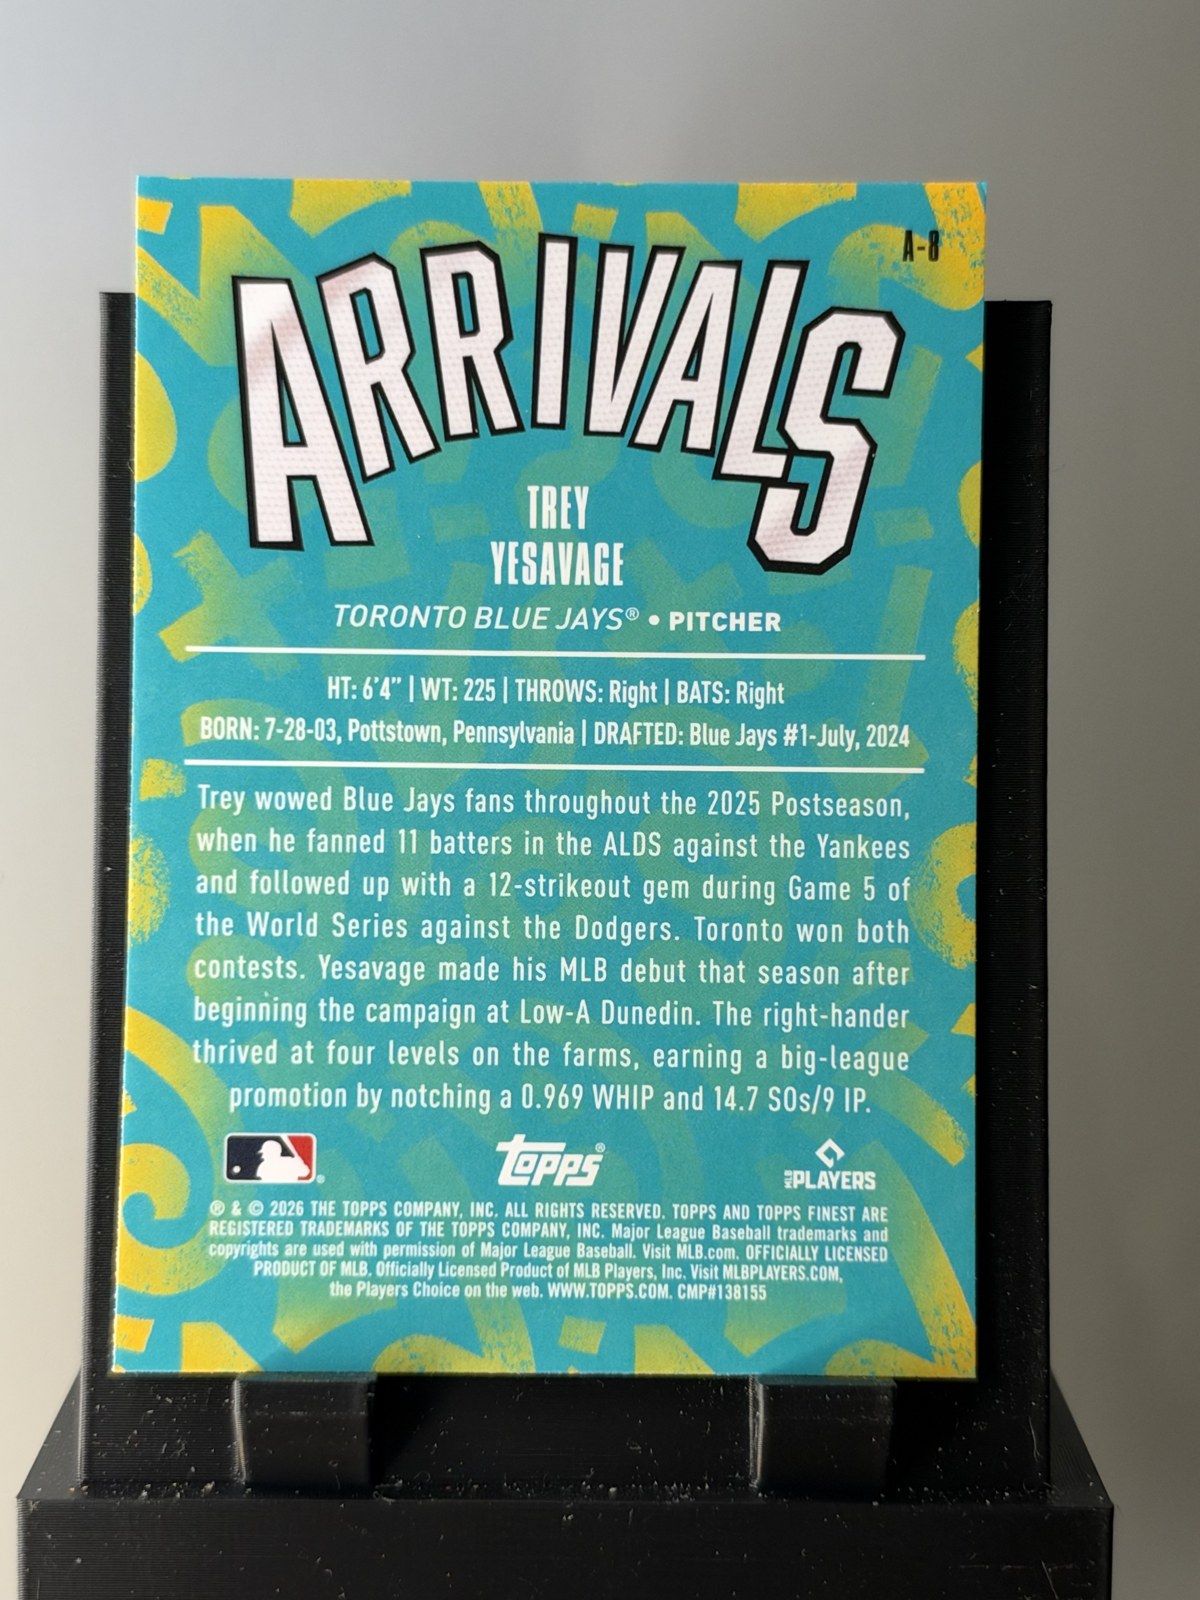 A-8
ARRIVALS
TREY
YESAVAGE
TORONTO BLUE JAYS® • PITCHER
HT: 6'4" | WT: 225 | THROWS: Right | BATS: Right
BORN: 7-28-03, Pottstown, Pennsylvania | DRAFTED: Blue Jays #1-July, 2024
Trey wowed Blue Jays fans throughout the 2025 Postseason,
when he fanned 11 batters in the ALDS against the Yankees
and followed up with a 12-strikeout gem during Game 5 of
the World Series against the Dodgers. Toronto won both
contests. Yesavage made his MLB debut that season after
beginning the campaign at Low-A Dunedin. The right-hander
thrived at four levels on the farms, earning a big-league
promotion by notching a 0.969 WHIP and 14.7 SOs/9 IP.
topps®
MLB PLAYERS
® & © 2026 THE TOPPS COMPANY, INC. ALL RIGHTS RESERVED. TOPPS AND TOPPS FINEST ARE
REGISTERED TRADEMARKS OF THE TOPPS COMPANY, INC. Major League Baseball trademarks and
copyrights are used with permission of Major League Baseball. Visit MLB.com. OFFICIALLY LICENSED
PRODUCT OF MLB. Officially Licensed Product of MLB Players, Inc. Visit MLBPLAYERS.COM,
the Players Choice on the web. WWW.TOPPS.COM. CMP#138155